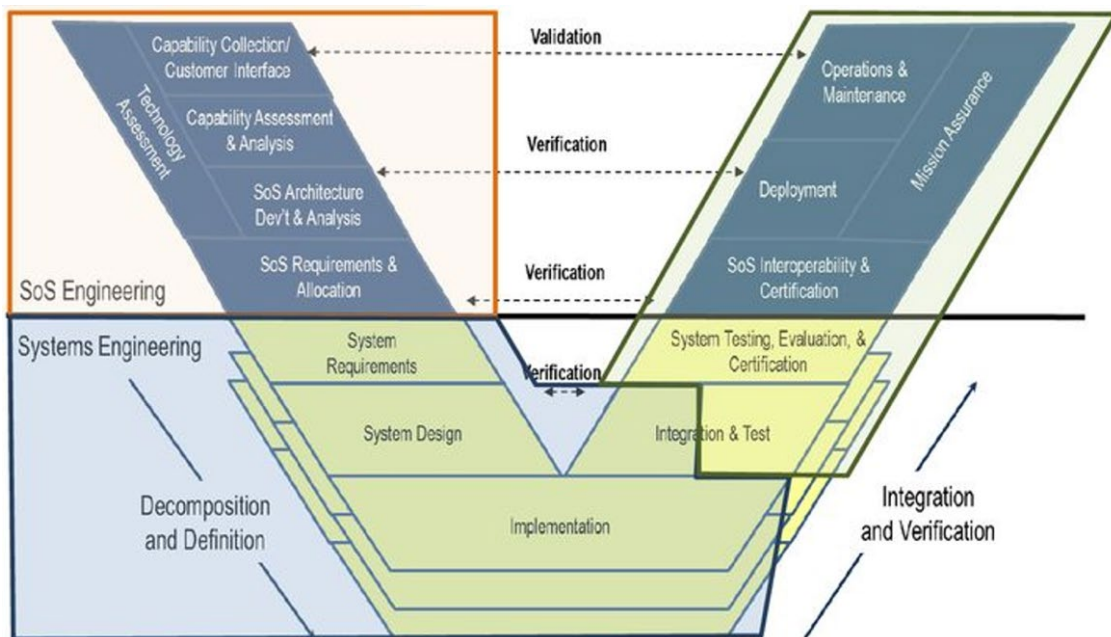 Capability Collection/
Customer Interface
Validation
Operations &
Maintenance
Technology
Assessment
Capability Assessment
& Analysis
Verification
Mission Assurance
SoS Architecture
Dev't & Analysis
Deployment
SoS Requirements &
Allocation
Verification
SoS Interoperability &
Certification
SoS Engineering
Systems Engineering
System
Requirements
Verification
System Testing, Evaluation, &
Certification
System Design
Integration & Test
Decomposition
and Definition
Implementation
Integration
and Verification